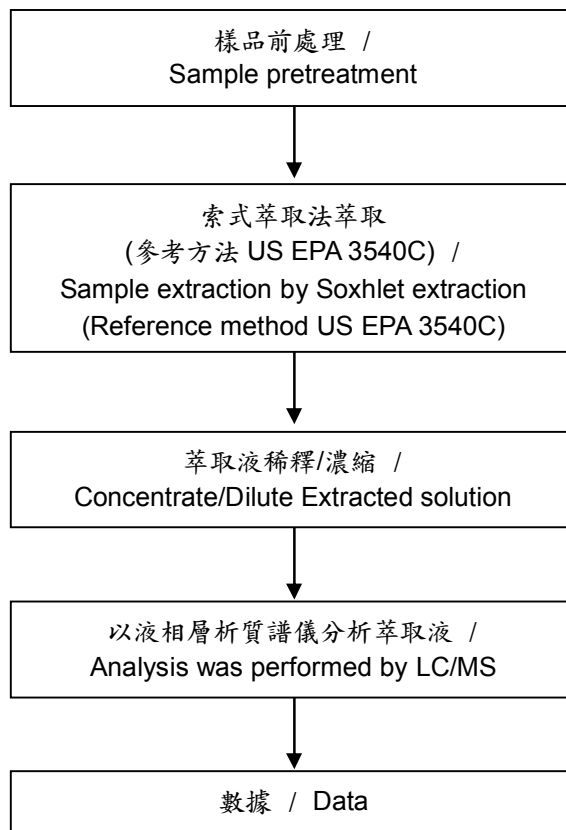 樣品前處理 /
Sample pretreatment
索式萃取法萃取
(參考方法 US EPA 3540C) /
Sample extraction by Soxhlet extraction
(Reference method US EPA 3540C)
萃取液稀釋/濃縮 /
Concentrate/Dilute Extracted solution
以液相層析質譜儀分析萃取液 /
Analysis was performed by LC/MS
數據 / Data